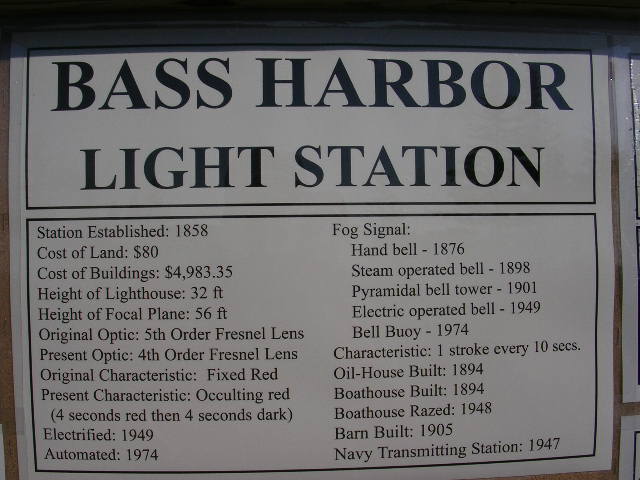 BASS HARBOR
LIGHT STATION
Station Established: 1858
Cost of Land: $80
Cost of Buildings: $4,983.35
Height of Lighthouse: 32 ft
Height of Focal Plane: 56 ft
Original Optic: 5th Order Fresnel Lens
Present Optic: 4th Order Fresnel Lens
Original Characteristic: Fixed Red
Present Characteristic: Occulting red
(4 seconds red then 4 seconds dark)
Electrified: 1949
Automated: 1974
Fog Signal:
Hand bell - 1876
Steam operated bell - 1898
Pyramidal bell tower - 1901
Electric operated bell - 1949
Bell Buoy - 1974
Characteristic: 1 stroke every 10 secs.
Oil-House Built: 1894
Boathouse Built: 1894
Boathouse Razed: 1948
Barn Built: 1905
Navy Transmitting Station: 1947